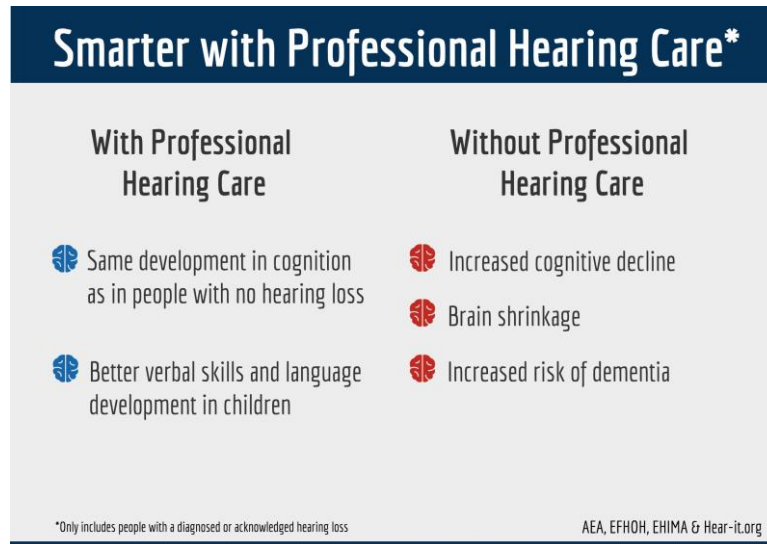 Smarter with Professional Hearing Care*
With Professional
Hearing Care
Same development in cognition
as in people with no hearing loss
Better verbal skills and language
development in children
Without Professional
Hearing Care
Increased cognitive decline
Brain shrinkage
Increased risk of dementia
*Only includes people with a diagnosed or acknowledged hearing loss
AEA, EFHOH, EHIMA & Hear-it.org